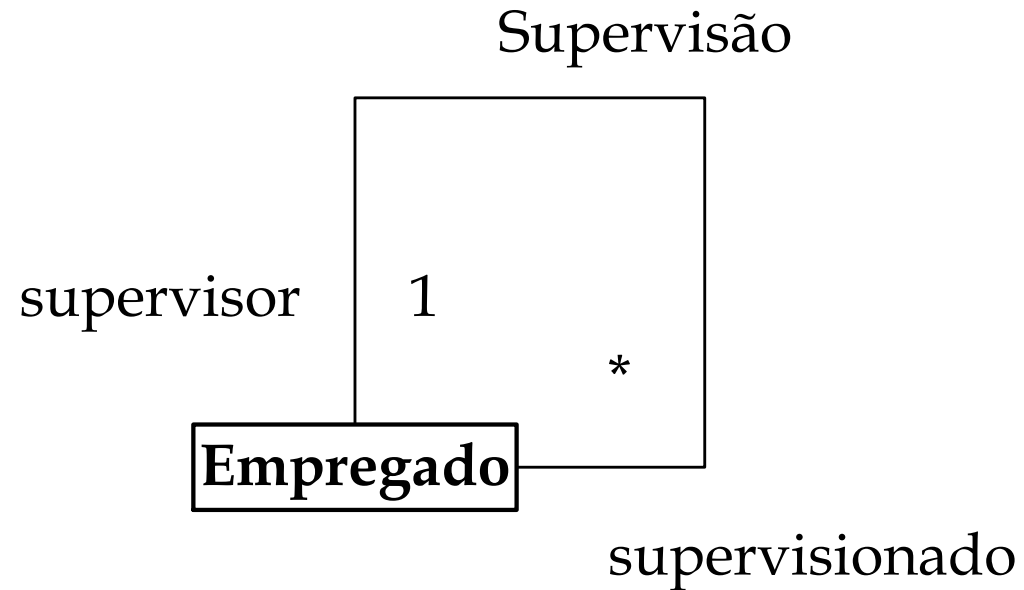 Supervisão
supervisor
1
*
Empregado
supervisionado